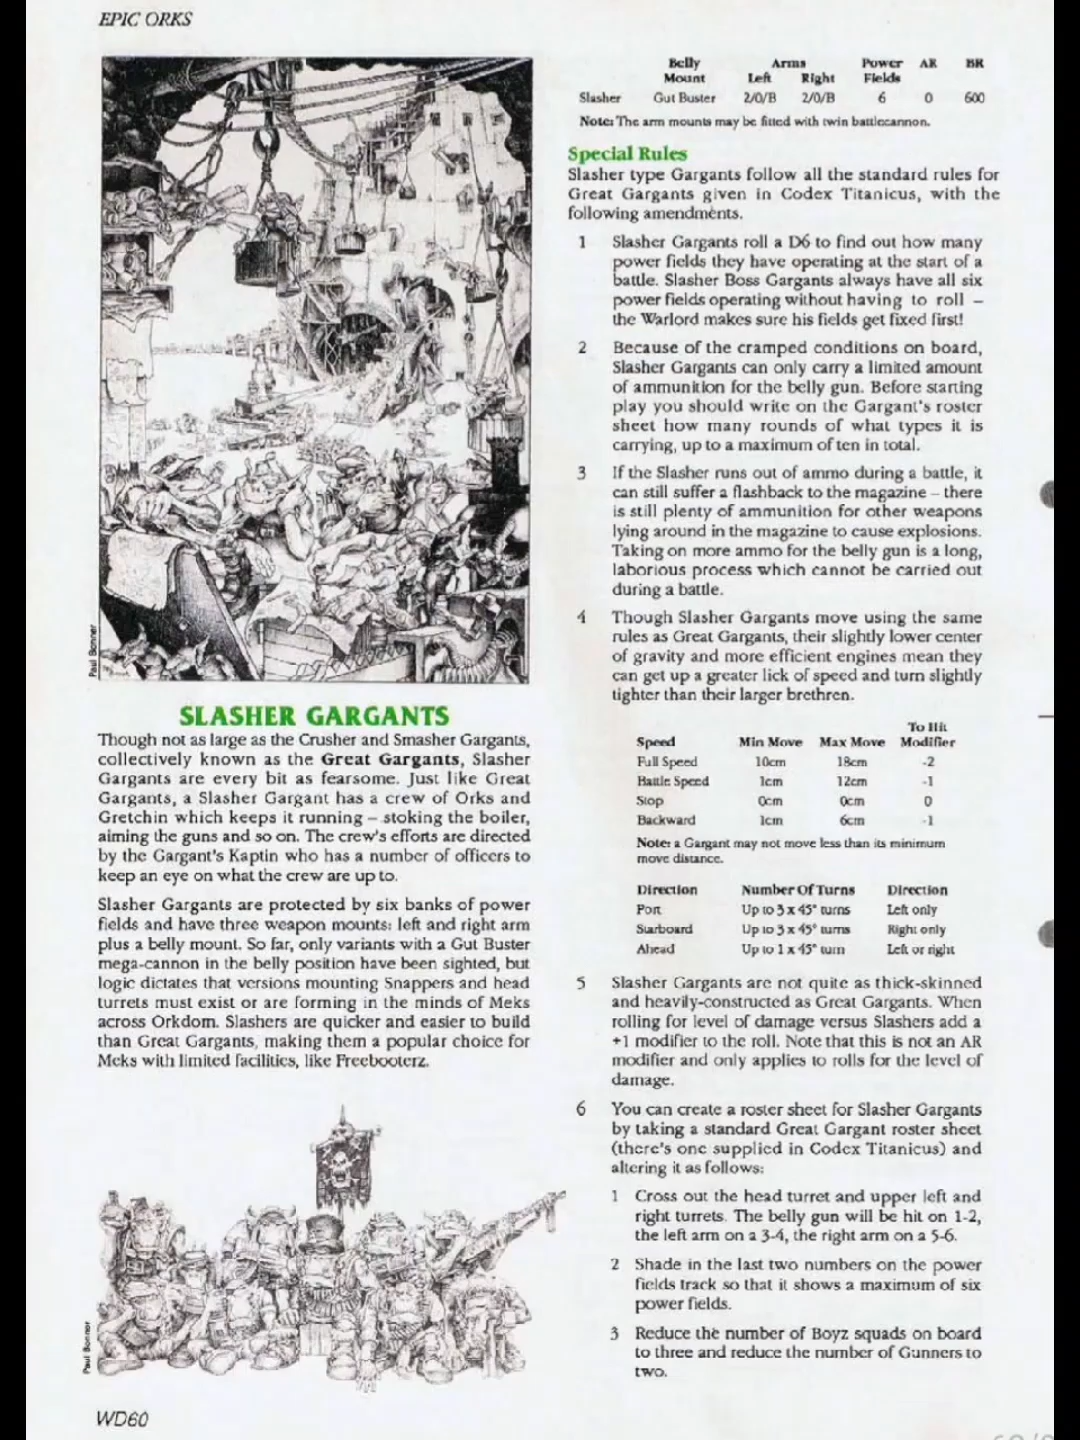 EPIC ORKS
Paul Bonner
SLASHER GARGANTS
Though not as large as the Crusher and Smasher Gargants,
collectively known as the Great Gargants, Slasher
Gargants are every bit as fearsome. Just like Great
Gargants, a Slasher Gargant has a crew of Orks and
Gretchin which keeps it running – stoking the boiler,
aiming the guns and so on. The crew's efforts are directed
by the Gargant's Kaptin who has a number of officers to
keep an eye on what the crew are up to.
Slasher Gargants are protected by six banks of power
fields and have three weapon mounts: left and right arm
plus a belly mount. So far, only variants with a Gut Buster
mega-cannon in the belly position have been sighted, but
logic dictates that versions mounting Snappers and head
turrets must exist or are forming in the minds of Meks
across Orkdom. Slashers are quicker and easier to build
than Great Gargants, making them a popular choice for
Meks with limited facilities, like Freebooterz.
Paul Bonner
WD60
Belly Arms Power AR BR
Mount Left Right Fields
Slasher Gut Buster 2/0/B 2/0/B 6 0 600
Note: The arm mounts may be fitted with twin battlecannon.
Special Rules
Slasher type Gargants follow all the standard rules for
Great Gargants given in Codex Titanicus, with the
following amendments.
1 Slasher Gargants roll a D6 to find out how many
power fields they have operating at the start of a
battle. Slasher Boss Gargants always have all six
power fields operating without having to roll –
the Warlord makes sure his fields get fixed first!
2 Because of the cramped conditions on board,
Slasher Gargants can only carry a limited amount
of ammunition for the belly gun. Before starting
play you should write on the Gargant's roster
sheet how many rounds of what types it is
carrying, up to a maximum of ten in total.
3 If the Slasher runs out of ammo during a battle, it
can still suffer a flashback to the magazine – there
is still plenty of ammunition for other weapons
lying around in the magazine to cause explosions.
Taking on more ammo for the belly gun is a long,
laborious process which cannot be carried out
during a battle.
4 Though Slasher Gargants move using the same
rules as Great Gargants, their slightly lower center
of gravity and more efficient engines mean they
can get up a greater lick of speed and turn slightly
tighter than their larger brethren.
To Hit
Speed Min Move Max Move Modifier
Full Speed 10cm 18cm -2
Battle Speed 1cm 12cm -1
Stop 0cm 0cm 0
Backward 1cm 6cm -1
Note: a Gargant may not move less than its minimum
move distance.
Direction Number Of Turns Direction
Port Up to 3 x 45° turns Left only
Starboard Up to 3 x 45° turns Right only
Ahead Up to 1 x 45° turn Left or right
5 Slasher Gargants are not quite as thick-skinned
and heavily-constructed as Great Gargants. When
rolling for level of damage versus Slashers add a
+1 modifier to the roll. Note that this is not an AR
modifier and only applies to rolls for the level of
damage.
6 You can create a roster sheet for Slasher Gargants
by taking a standard Great Gargant roster sheet
(there's one supplied in Codex Titanicus) and
altering it as follows:
1 Cross out the head turret and upper left and
right turrets. The belly gun will be hit on 1-2,
the left arm on a 3-4, the right arm on a 5-6.
2 Shade in the last two numbers on the power
fields track so that it shows a maximum of six
power fields.
3 Reduce the number of Boyz squads on board
to three and reduce the number of Gunners to
two.